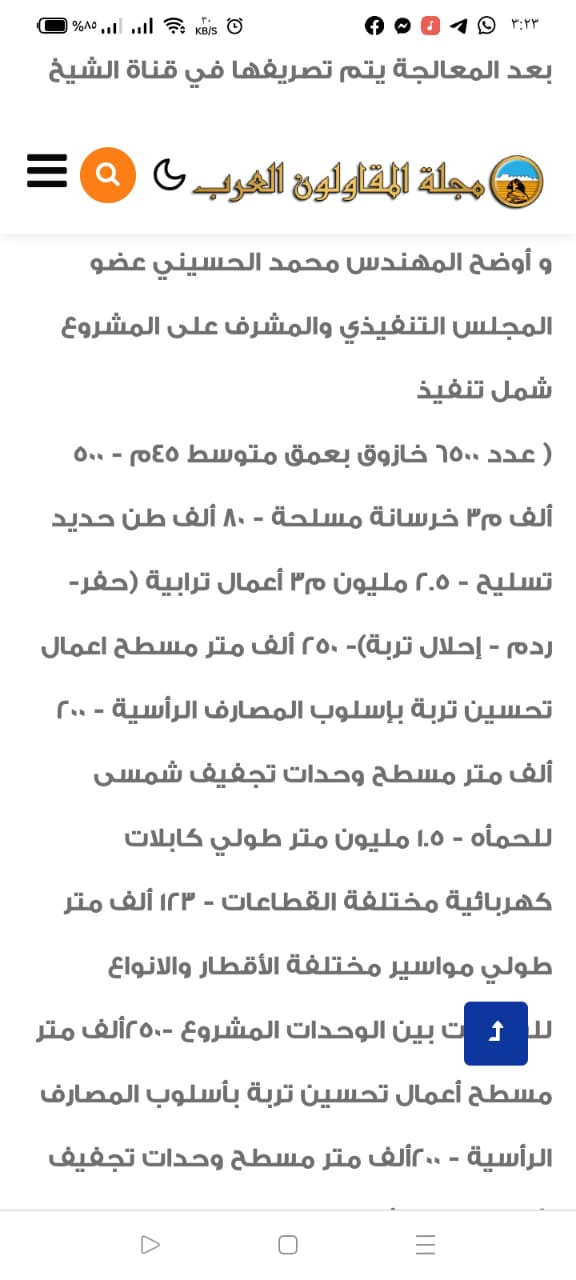 %٨٥ ٣٠ KB/S ٣:٢٣
بعد المعالجة يتم تصريفها في قناة الشيخ
مجلة المقاولون العرب
و أوضح المهندس محمد الحسيني عضو
المجلس التنفيذي والمشرف على المشروع
شمل تنفيذ
( عدد ٦٥٠٠ خازوق بعمق متوسط ٤٥م - ٥٠٠
ألف م٣ خرسانة مسلحة - ٨٠ ألف طن حديد
تسليح - ٢.٥ مليون م٣ أعمال ترابية (حفر-
ردم - إحلال تربة)- ٢٥٠ ألف متر مسطح اعمال
تحسين تربة بإسلوب المصارف الرأسية - ٢٠٠
ألف متر مسطح وحدات تجفيف شمسى
للحمأه - ١.٥ مليون متر طولي كابلات
كهربائية مختلفة القطاعات - ١٢٣ ألف متر
طولي مواسير مختلفة الأقطار والانواع
بين الوحدات المشروع -٢٥٠ألف متر
مسطح أعمال تحسين تربة بأسلوب المصارف
الرأسية - ٢٠٠ألف متر مسطح وحدات تجفيف